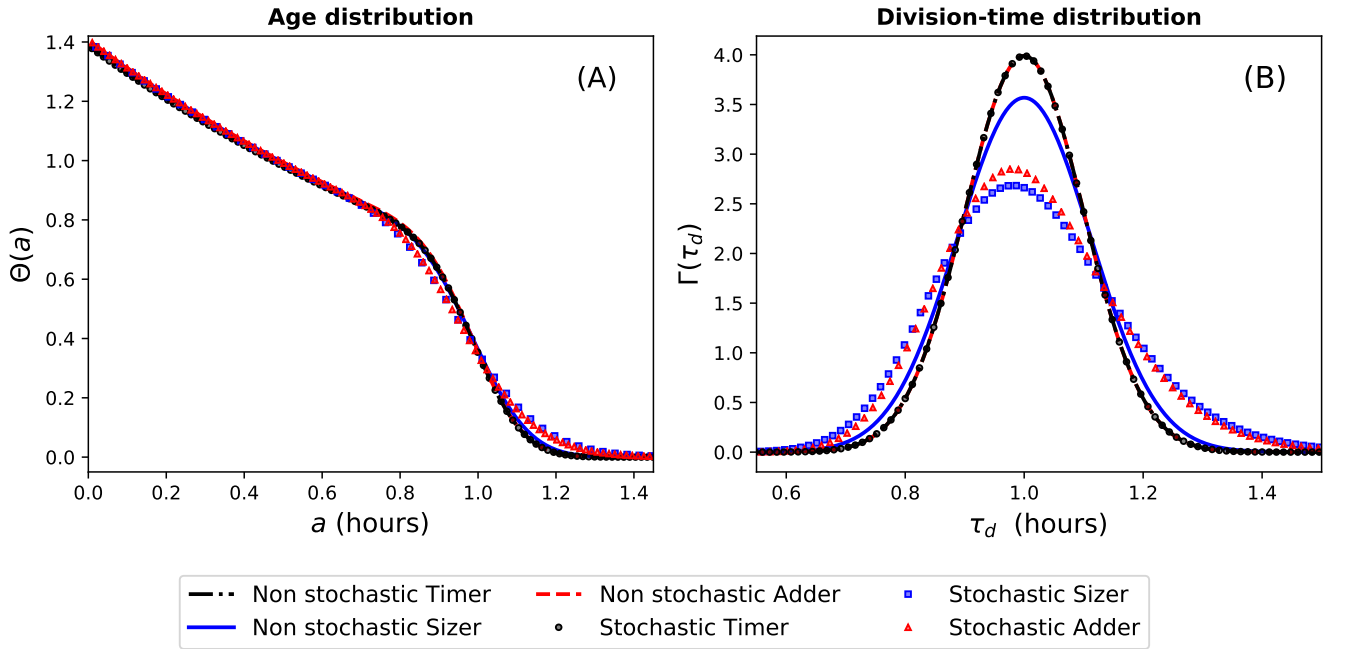 Age distribution
(A)
Θ(a)
1.4
1.2
1.0
0.8
0.6
0.4
0.2
0.0
0.0 0.2 0.4 0.6 0.8 1.0 1.2 1.4
a (hours)
Division-time distribution
(B)
Γ(τ_d)
4.0
3.5
3.0
2.5
2.0
1.5
1.0
0.5
0.0
0.6 0.8 1.0 1.2 1.4
τ_d (hours)
Non stochastic Timer Non stochastic Adder Stochastic Sizer
Non stochastic Sizer Stochastic Timer Stochastic Adder